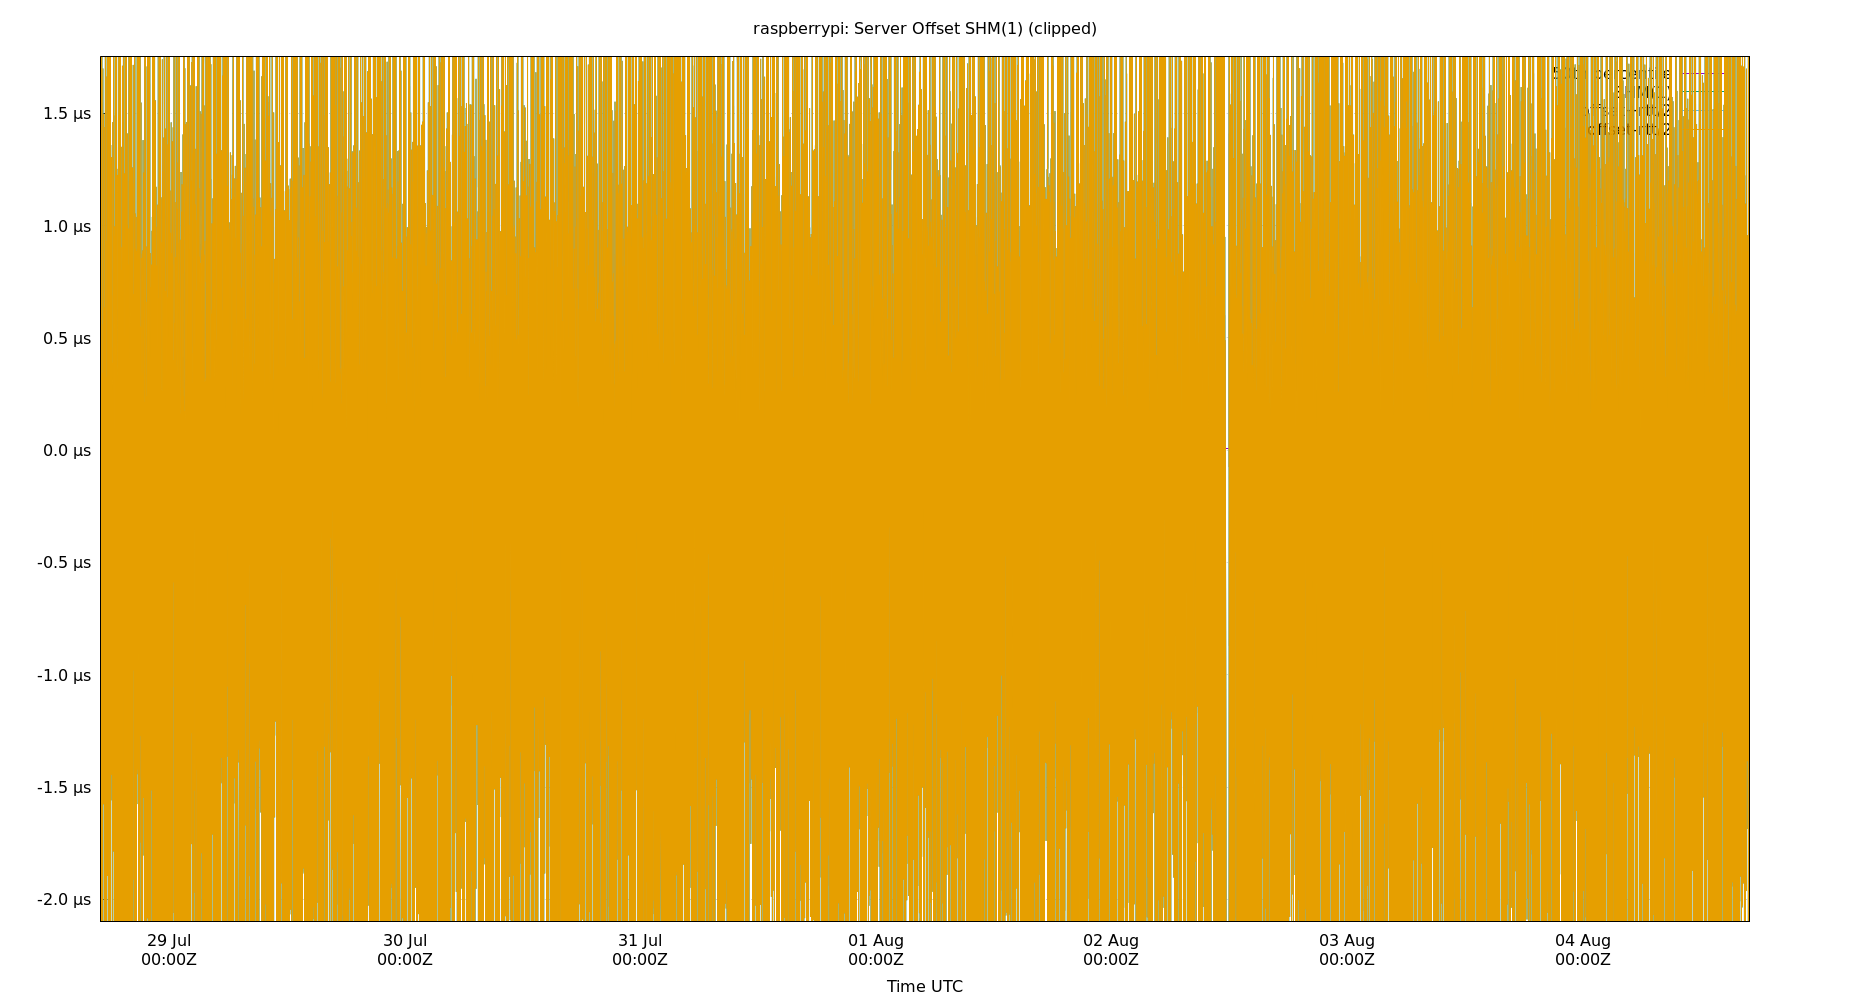 raspberrypi: Server Offset SHM(1) (clipped)
1.5 µs
1.0 µs
0.5 µs
0.0 µs
-0.5 µs
-1.0 µs
-1.5 µs
-2.0 µs
29 Jul 30 Jul 31 Jul 01 Aug 02 Aug 03 Aug 04 Aug
00:00Z 00:00Z 00:00Z 00:00Z 00:00Z 00:00Z 00:00Z
Time UTC